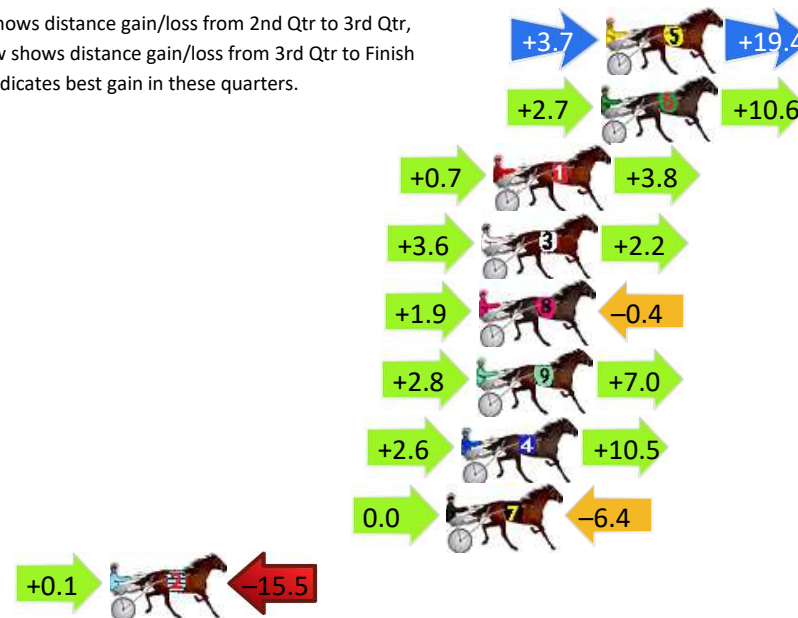 nows distance gain/loss from 2nd Qtr to 3rd Qtr,
w shows distance gain/loss from 3rd Qtr to Finish
dicates best gain in these quarters.
+3.7 5 +19.4
+2.7 6 +10.6
+0.7 1 +3.8
+3.6 3 +2.2
+1.9 8 –0.4
+2.8 9 +7.0
+2.6 4 +10.5
0.0 7 –6.4
+0.1 2 –15.5